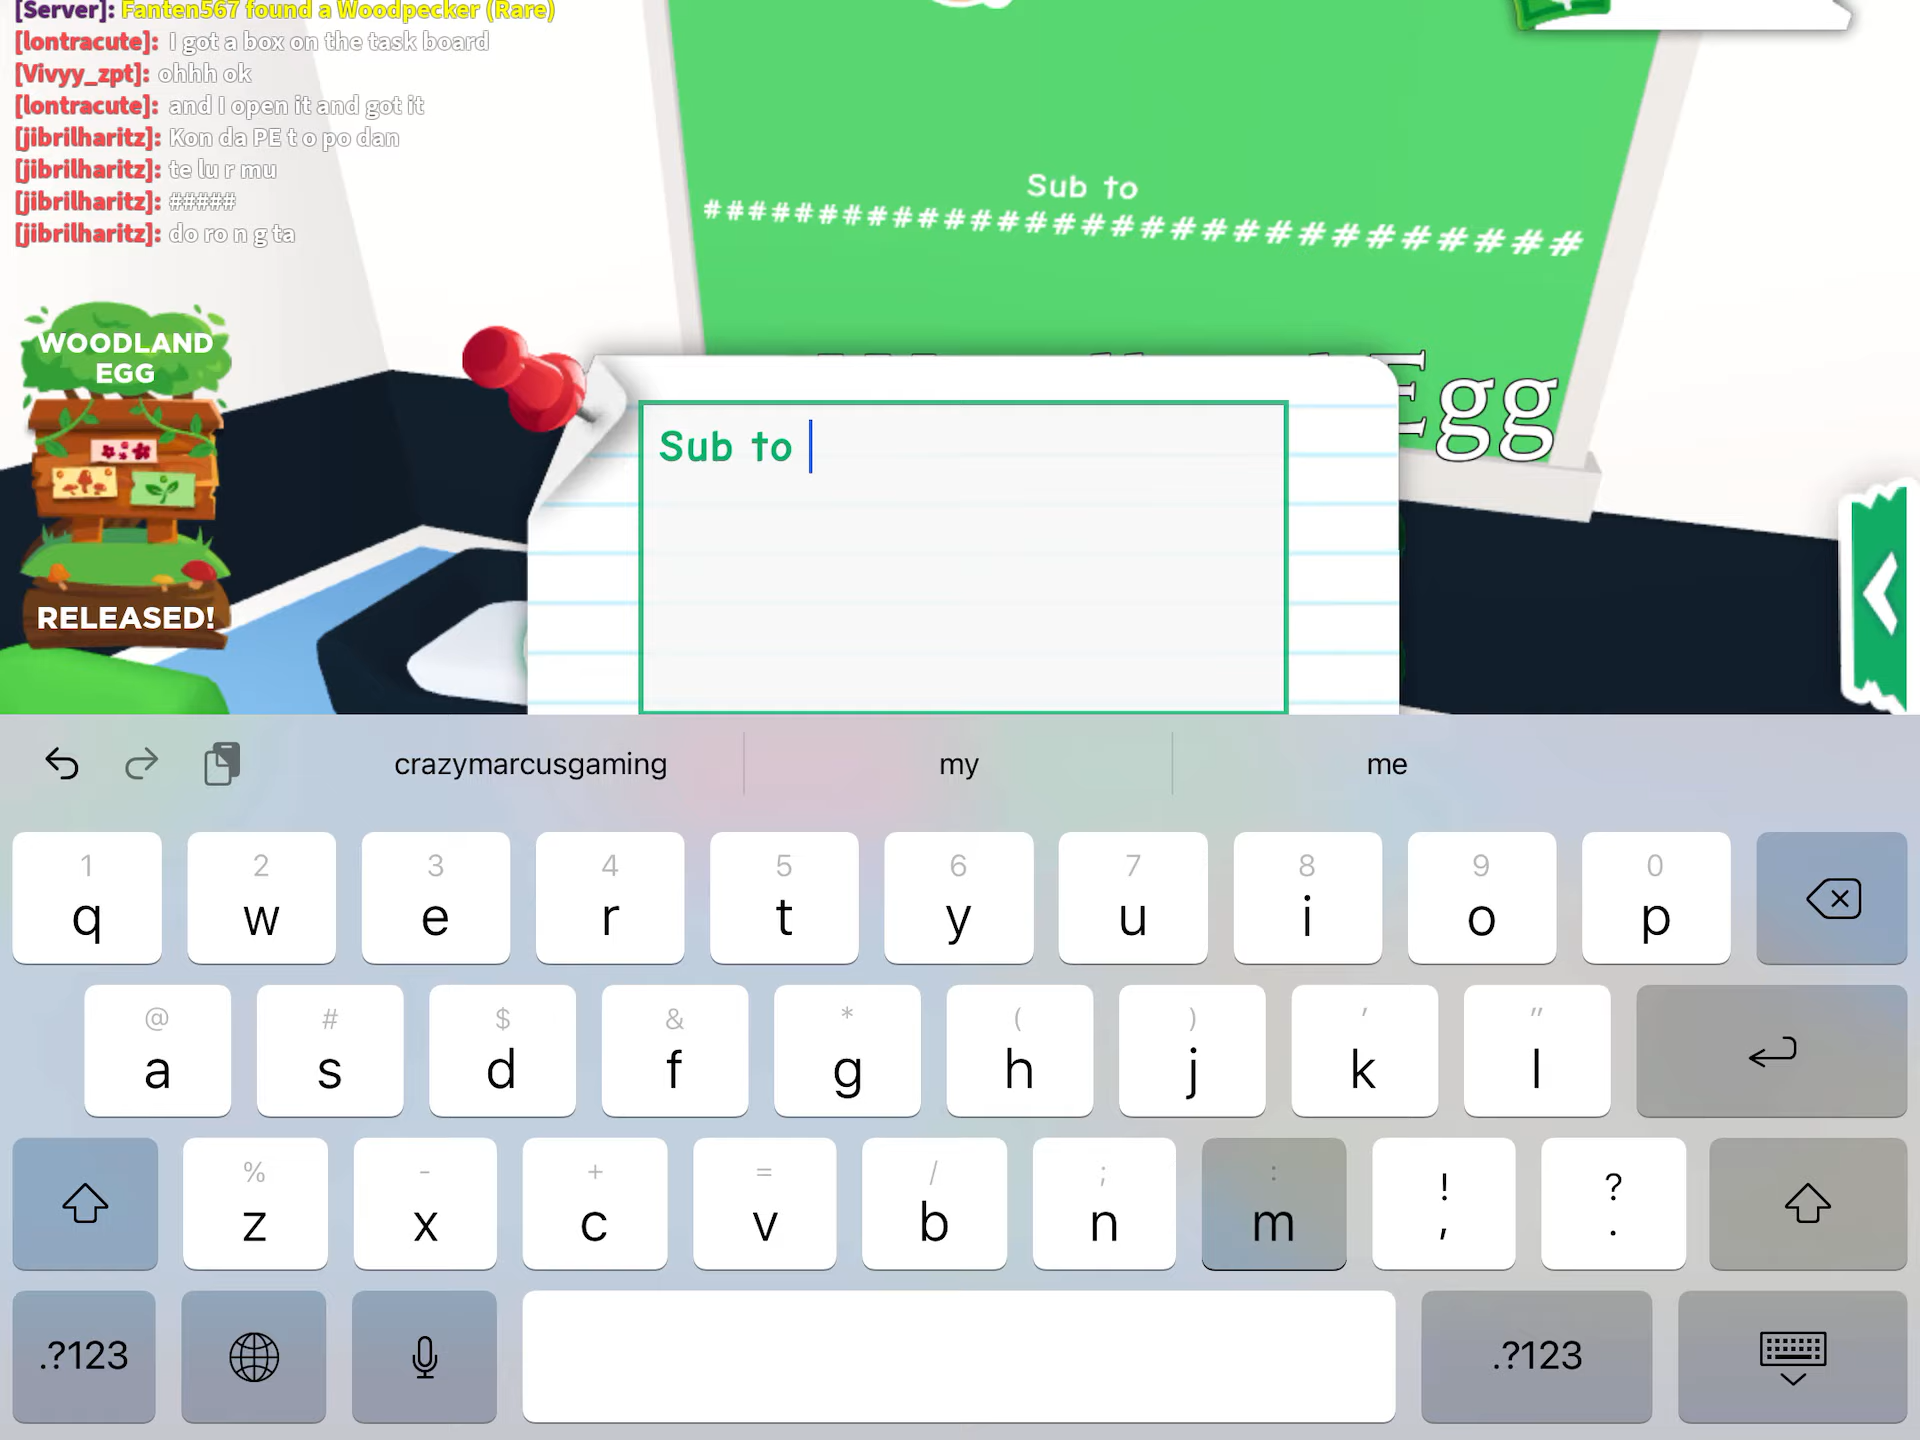 [Server]: Fanten567 found a Woodpecker (Rare)
[lontracute]: I got a box on the task board
[Vivyy_zpt]: ohhh ok
[lontracute]: and I open it and got it
[jibrilharitz]: Kon da PE t o po dan
[jibrilharitz]: te lu r mu
[jibrilharitz]: #####
[jibrilharitz]: do ro n g ta
Sub to
############################
WOODLAND
EGG
RELEASED!
Egg
Sub to
crazymarcusgaming my me
1 2 3 4 5 6 7 8 9 0
q w e r t y u i o p
@ # $ & * ( ) ' "
a s d f g h j k l
% - + = / ; : ! ?
z x c v b n m , .
.?123 .?123